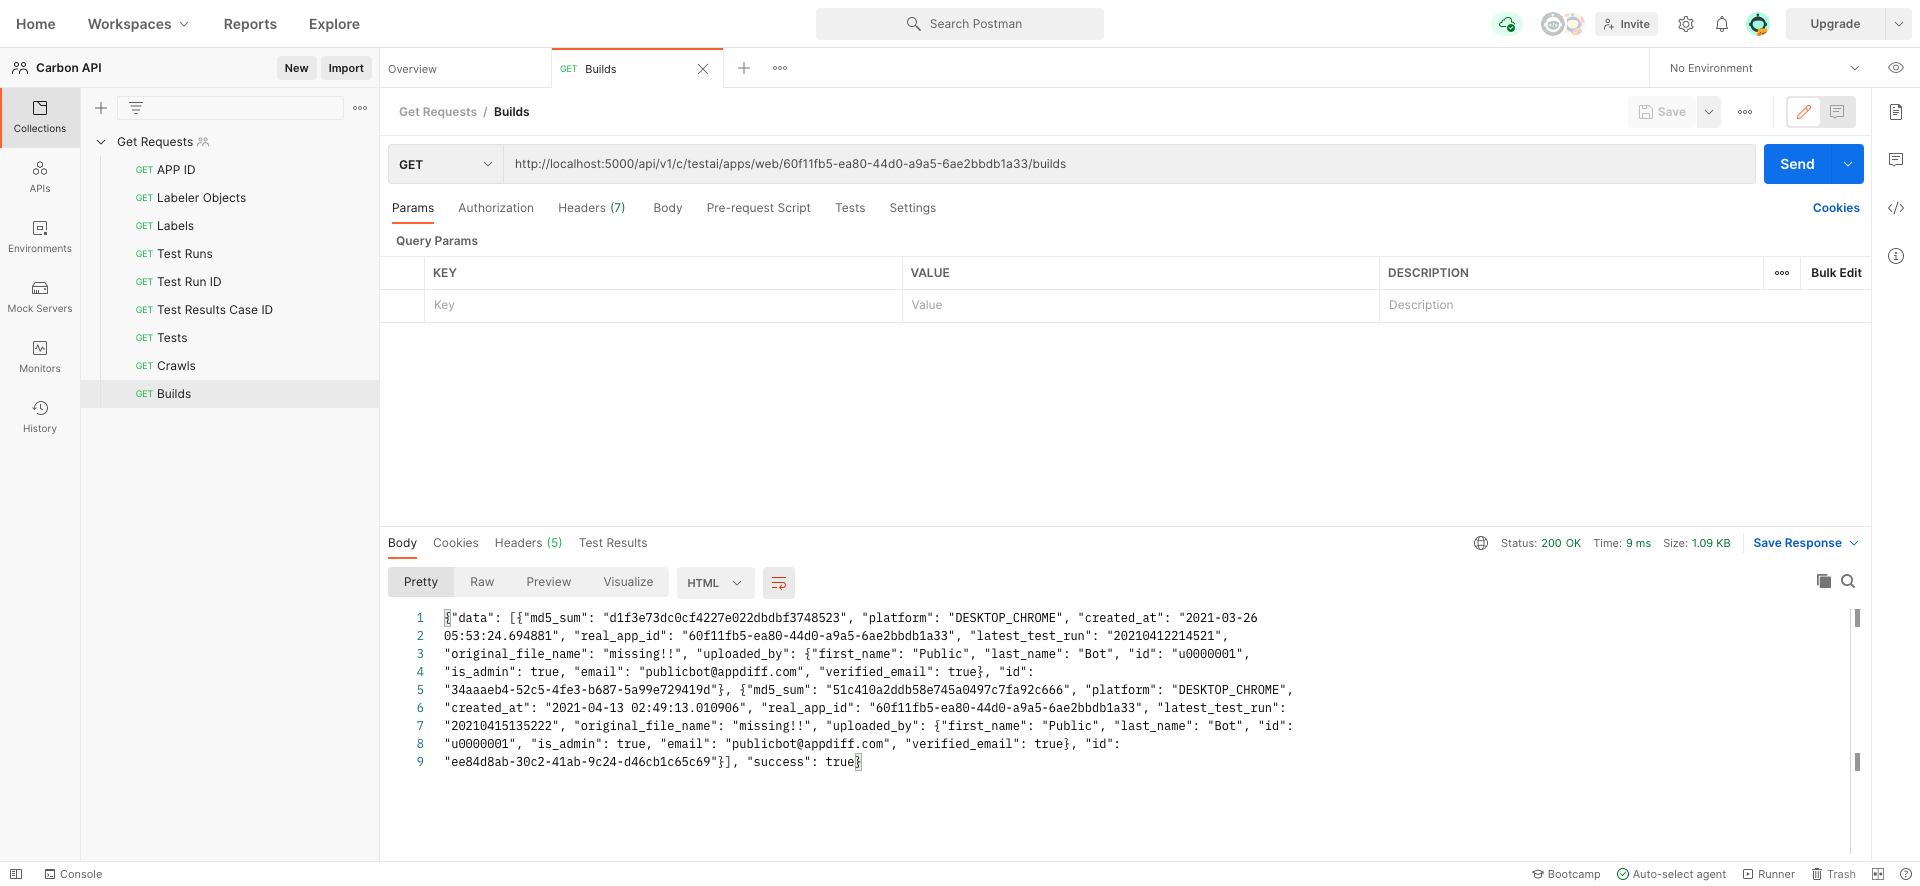 Home Workspaces Reports Explore Search Postman Invite Upgrade
Carbon API New Import Overview GET Builds No Environment
Get Requests / Builds Save
Collections
Get Requests
GET APP ID
GET Labeler Objects
GET Labels
GET Test Runs
GET Test Run ID
GET Test Results Case ID
GET Tests
GET Crawls
GET Builds
APIs
Environments
Mock Servers
Monitors
History
GET http://localhost:5000/api/v1/c/testai/apps/web/60f11fb5-ea80-44d0-a9a5-6ae2bbdb1a33/builds Send
Params Authorization Headers (7) Body Pre-request Script Tests Settings Cookies
Query Params
KEY VALUE DESCRIPTION Bulk Edit
Key Value Description
Body Cookies Headers (5) Test Results Status: 200 OK Time: 9 ms Size: 1.09 KB Save Response
Pretty Raw Preview Visualize HTML
1 {"data": [{"md5_sum": "d1f3e73dc0cf4227e022dbdbf3748523", "platform": "DESKTOP_CHROME", "created_at": "2021-03-26
2 05:53:24.694881", "real_app_id": "60f11fb5-ea80-44d0-a9a5-6ae2bbdb1a33", "latest_test_run": "20210412214521",
3 "original_file_name": "missing!!", "uploaded_by": {"first_name": "Public", "last_name": "Bot", "id": "u0000001",
4 "is_admin": true, "email": "publicbot@appdiff.com", "verified_email": true}, "id":
5 "34aaaeb4-52c5-4fe3-b687-5a99e729419d"}, {"md5_sum": "51c410a2ddb58e745a0497c7fa92c666", "platform": "DESKTOP_CHROME",
6 "created_at": "2021-04-13 02:49:13.010906", "real_app_id": "60f11fb5-ea80-44d0-a9a5-6ae2bbdb1a33", "latest_test_run":
7 "20210415135222", "original_file_name": "missing!!", "uploaded_by": {"first_name": "Public", "last_name": "Bot", "id":
8 "u0000001", "is_admin": true, "email": "publicbot@appdiff.com", "verified_email": true}, "id":
9 "ee84d8ab-30c2-41ab-9c24-d46cb1c65c69"}], "success": true}
Console Bootcamp Auto-select agent Runner Trash